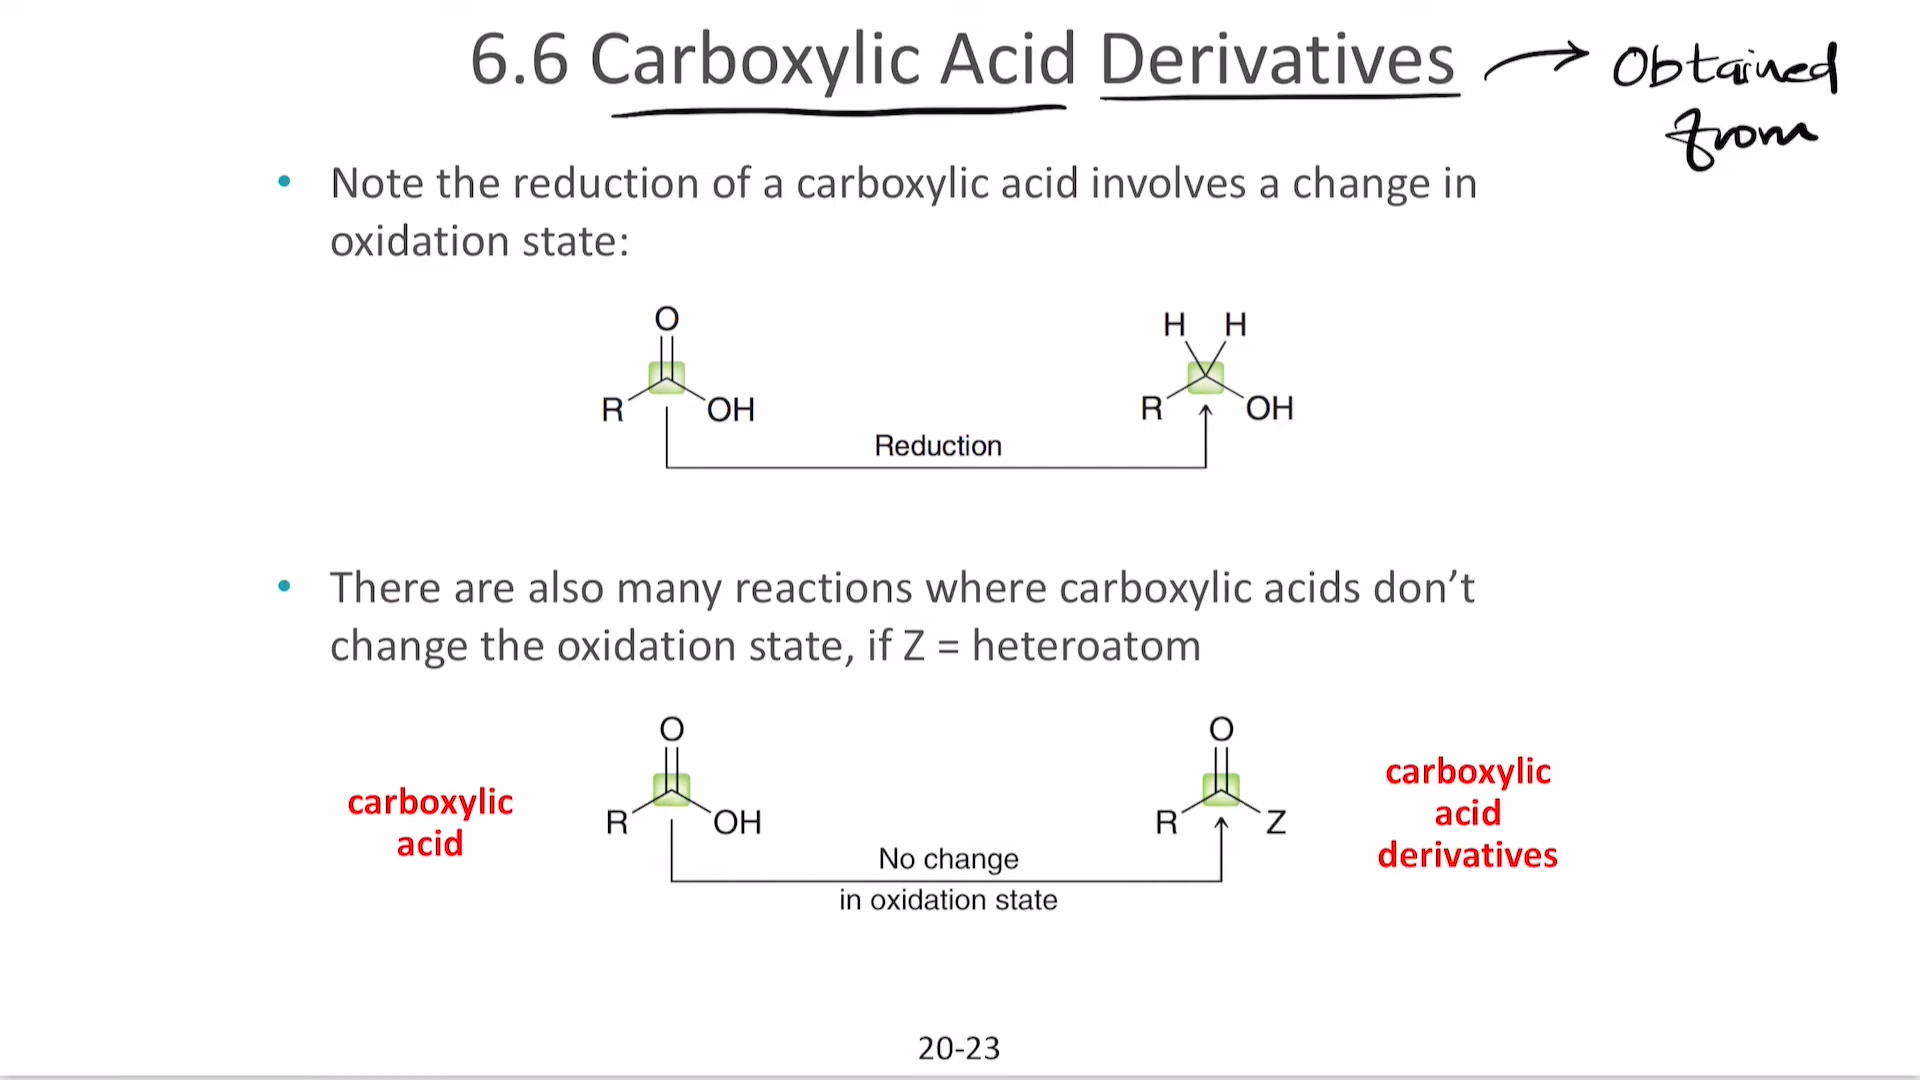 6.6 Carboxylic Acid Derivatives → Obtained
from
• Note the reduction of a carboxylic acid involves a change in
oxidation state:
O
H H
R OH
R OH
Reduction
• There are also many reactions where carboxylic acids don’t
change the oxidation state, if Z = heteroatom
O
O
carboxylic
acid
R OH
R Z
carboxylic
acid
derivatives
No change
in oxidation state
20-23